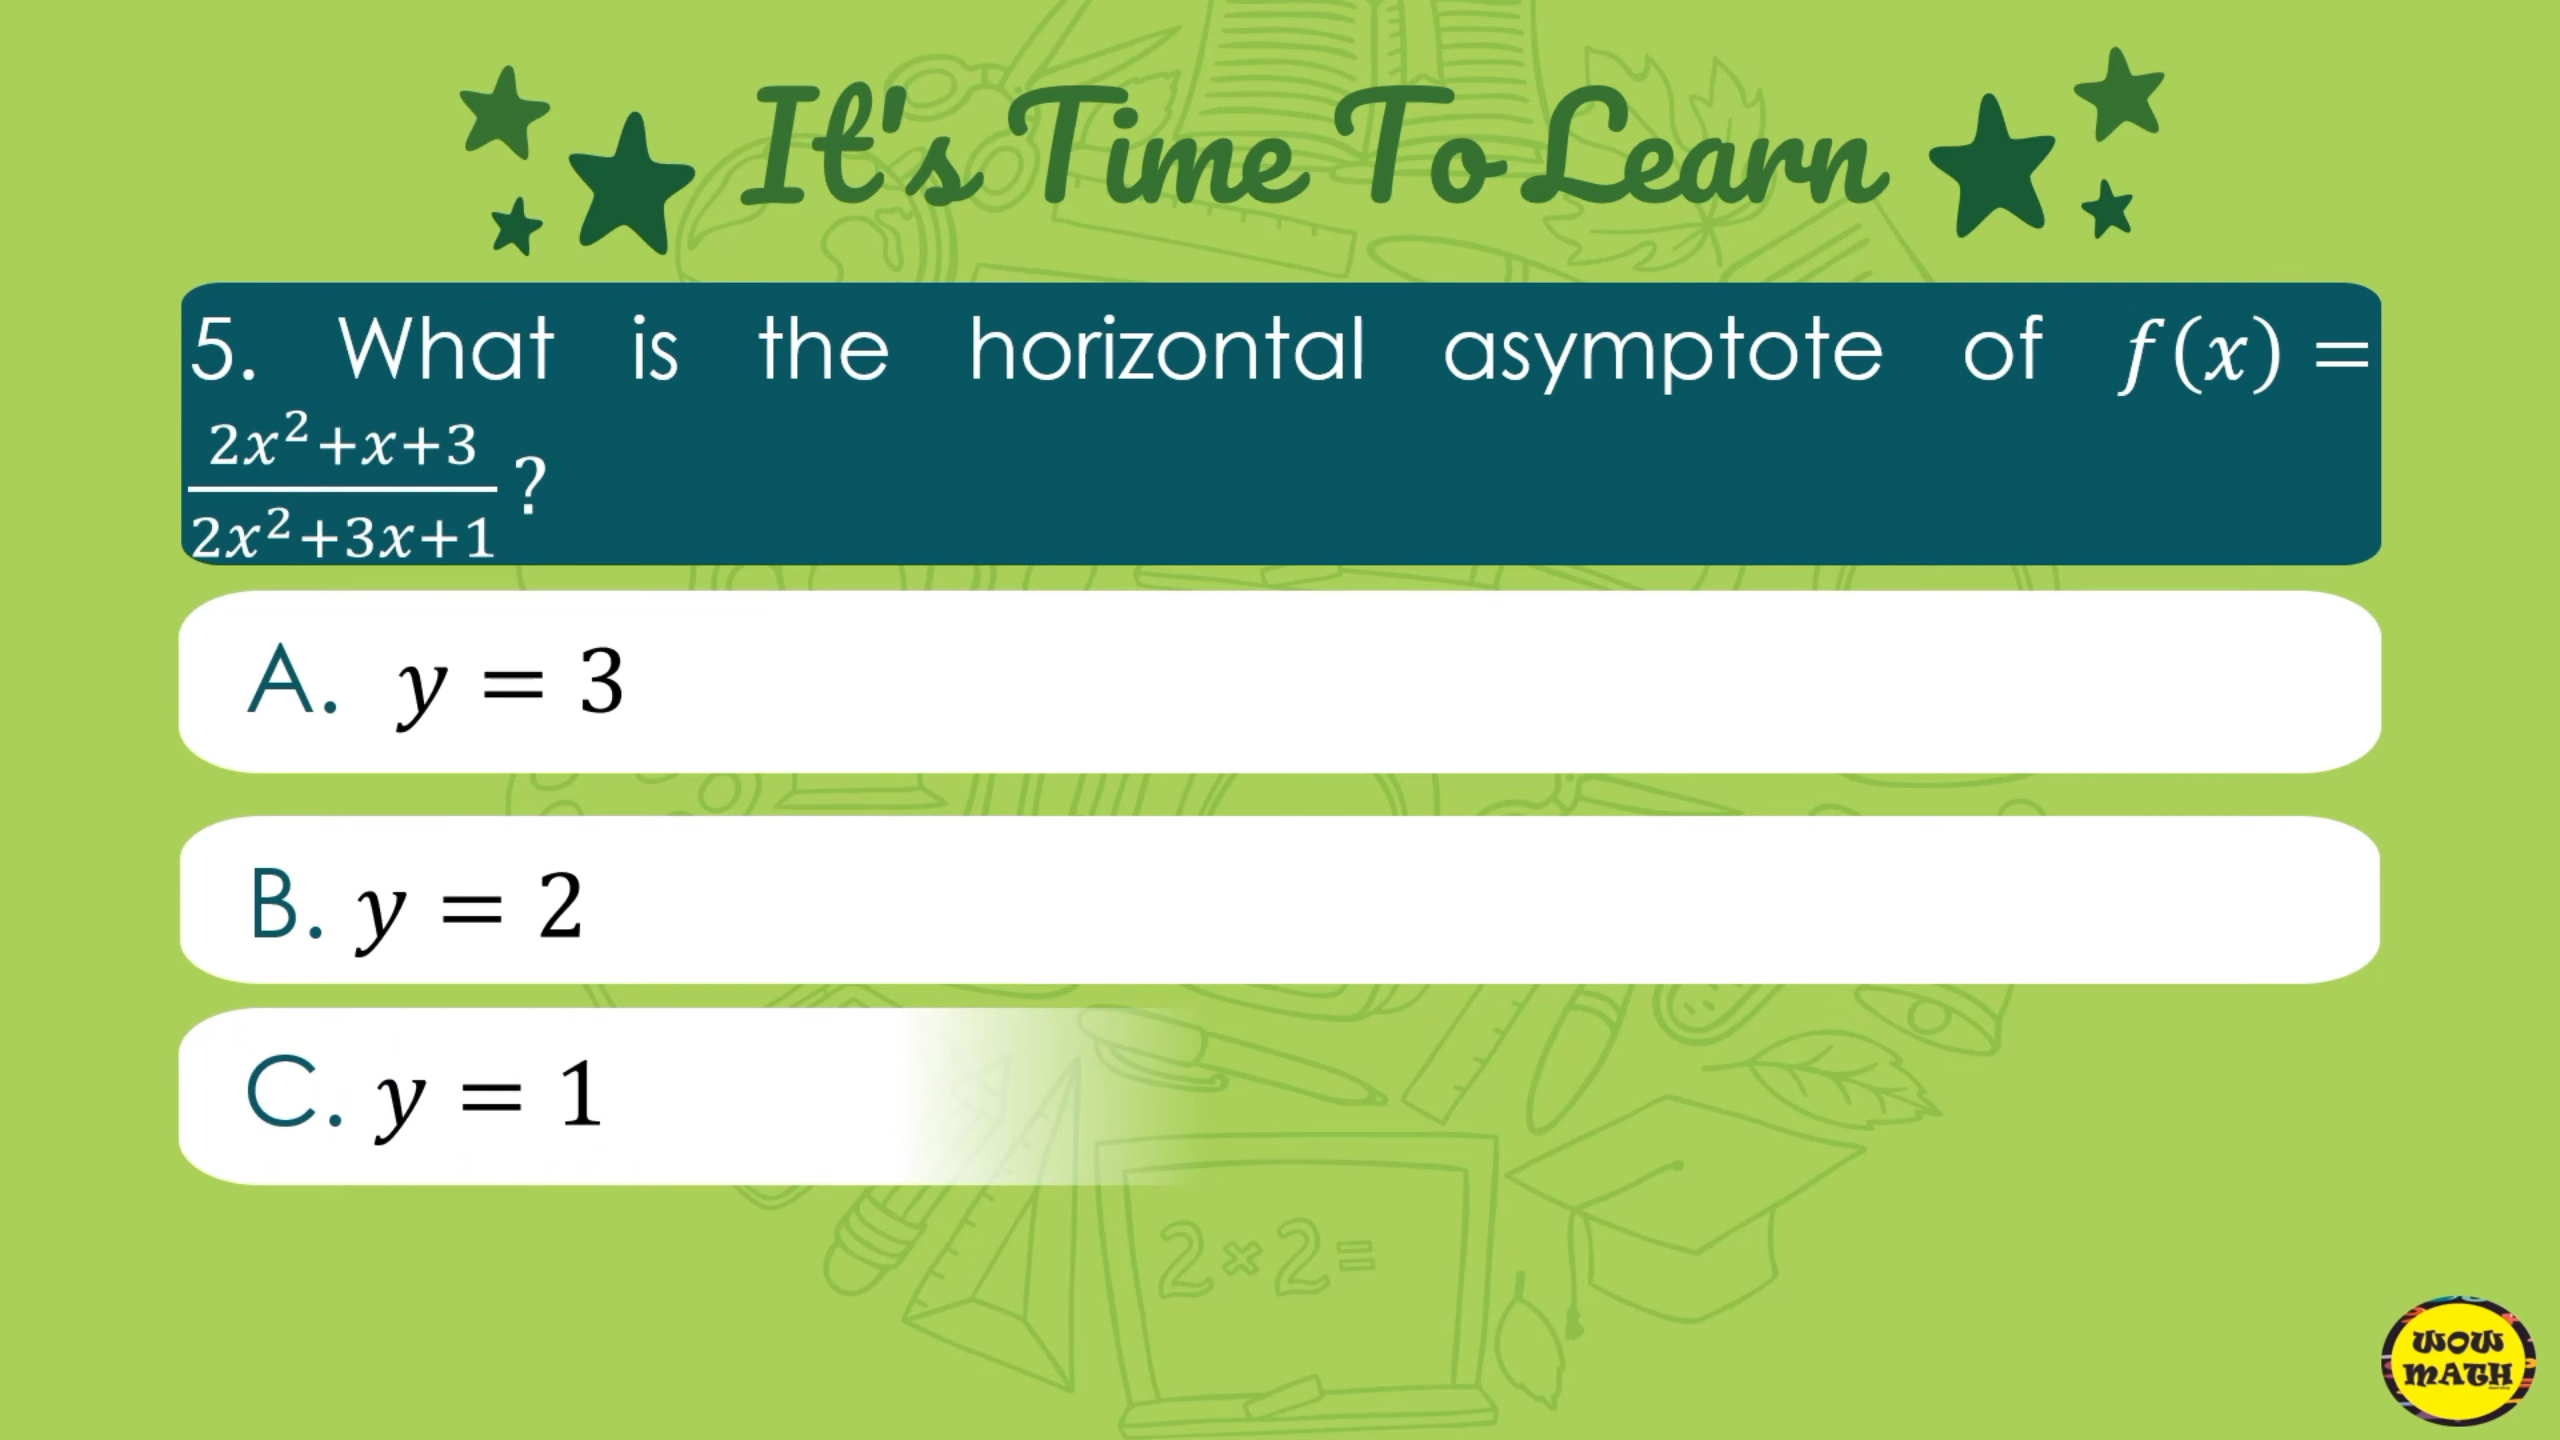 It's Time To Learn
5. What is the horizontal asymptote of f(x) =
2x²+x+3
2x²+3x+1
?
A. y = 3
B. y = 2
C. y = 1
2×2=
WOW
MATH